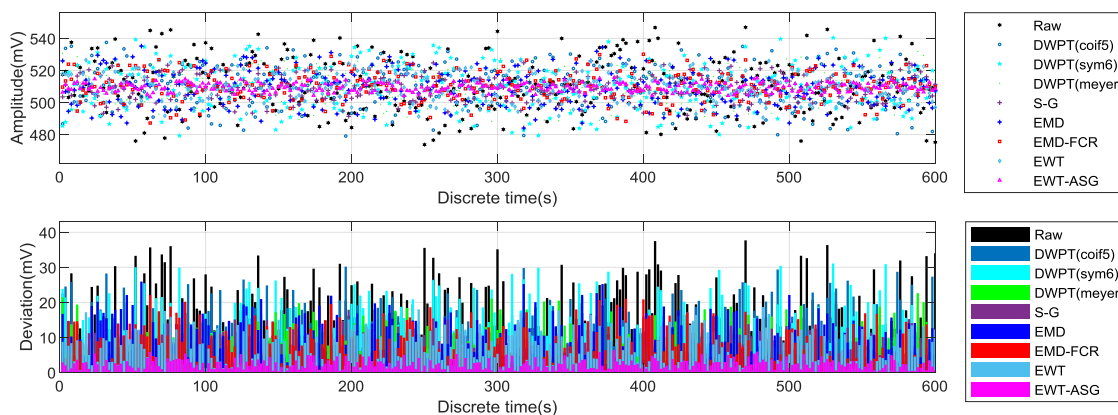 540
520
500
480
Amplitude(mV)
0 100 200 300 400 500 600
Discrete time(s)
Raw
DWPT(coif5)
DWPT(sym6)
DWPT(meyer
S-G
EMD
EMD-FCR
EWT
EWT-ASG
40
30
20
10
0
Deviation(mV)
0 100 200 300 400 500 600
Discrete time(s)
Raw
DWPT(coif5)
DWPT(sym6)
DWPT(meyer
S-G
EMD
EMD-FCR
EWT
EWT-ASG